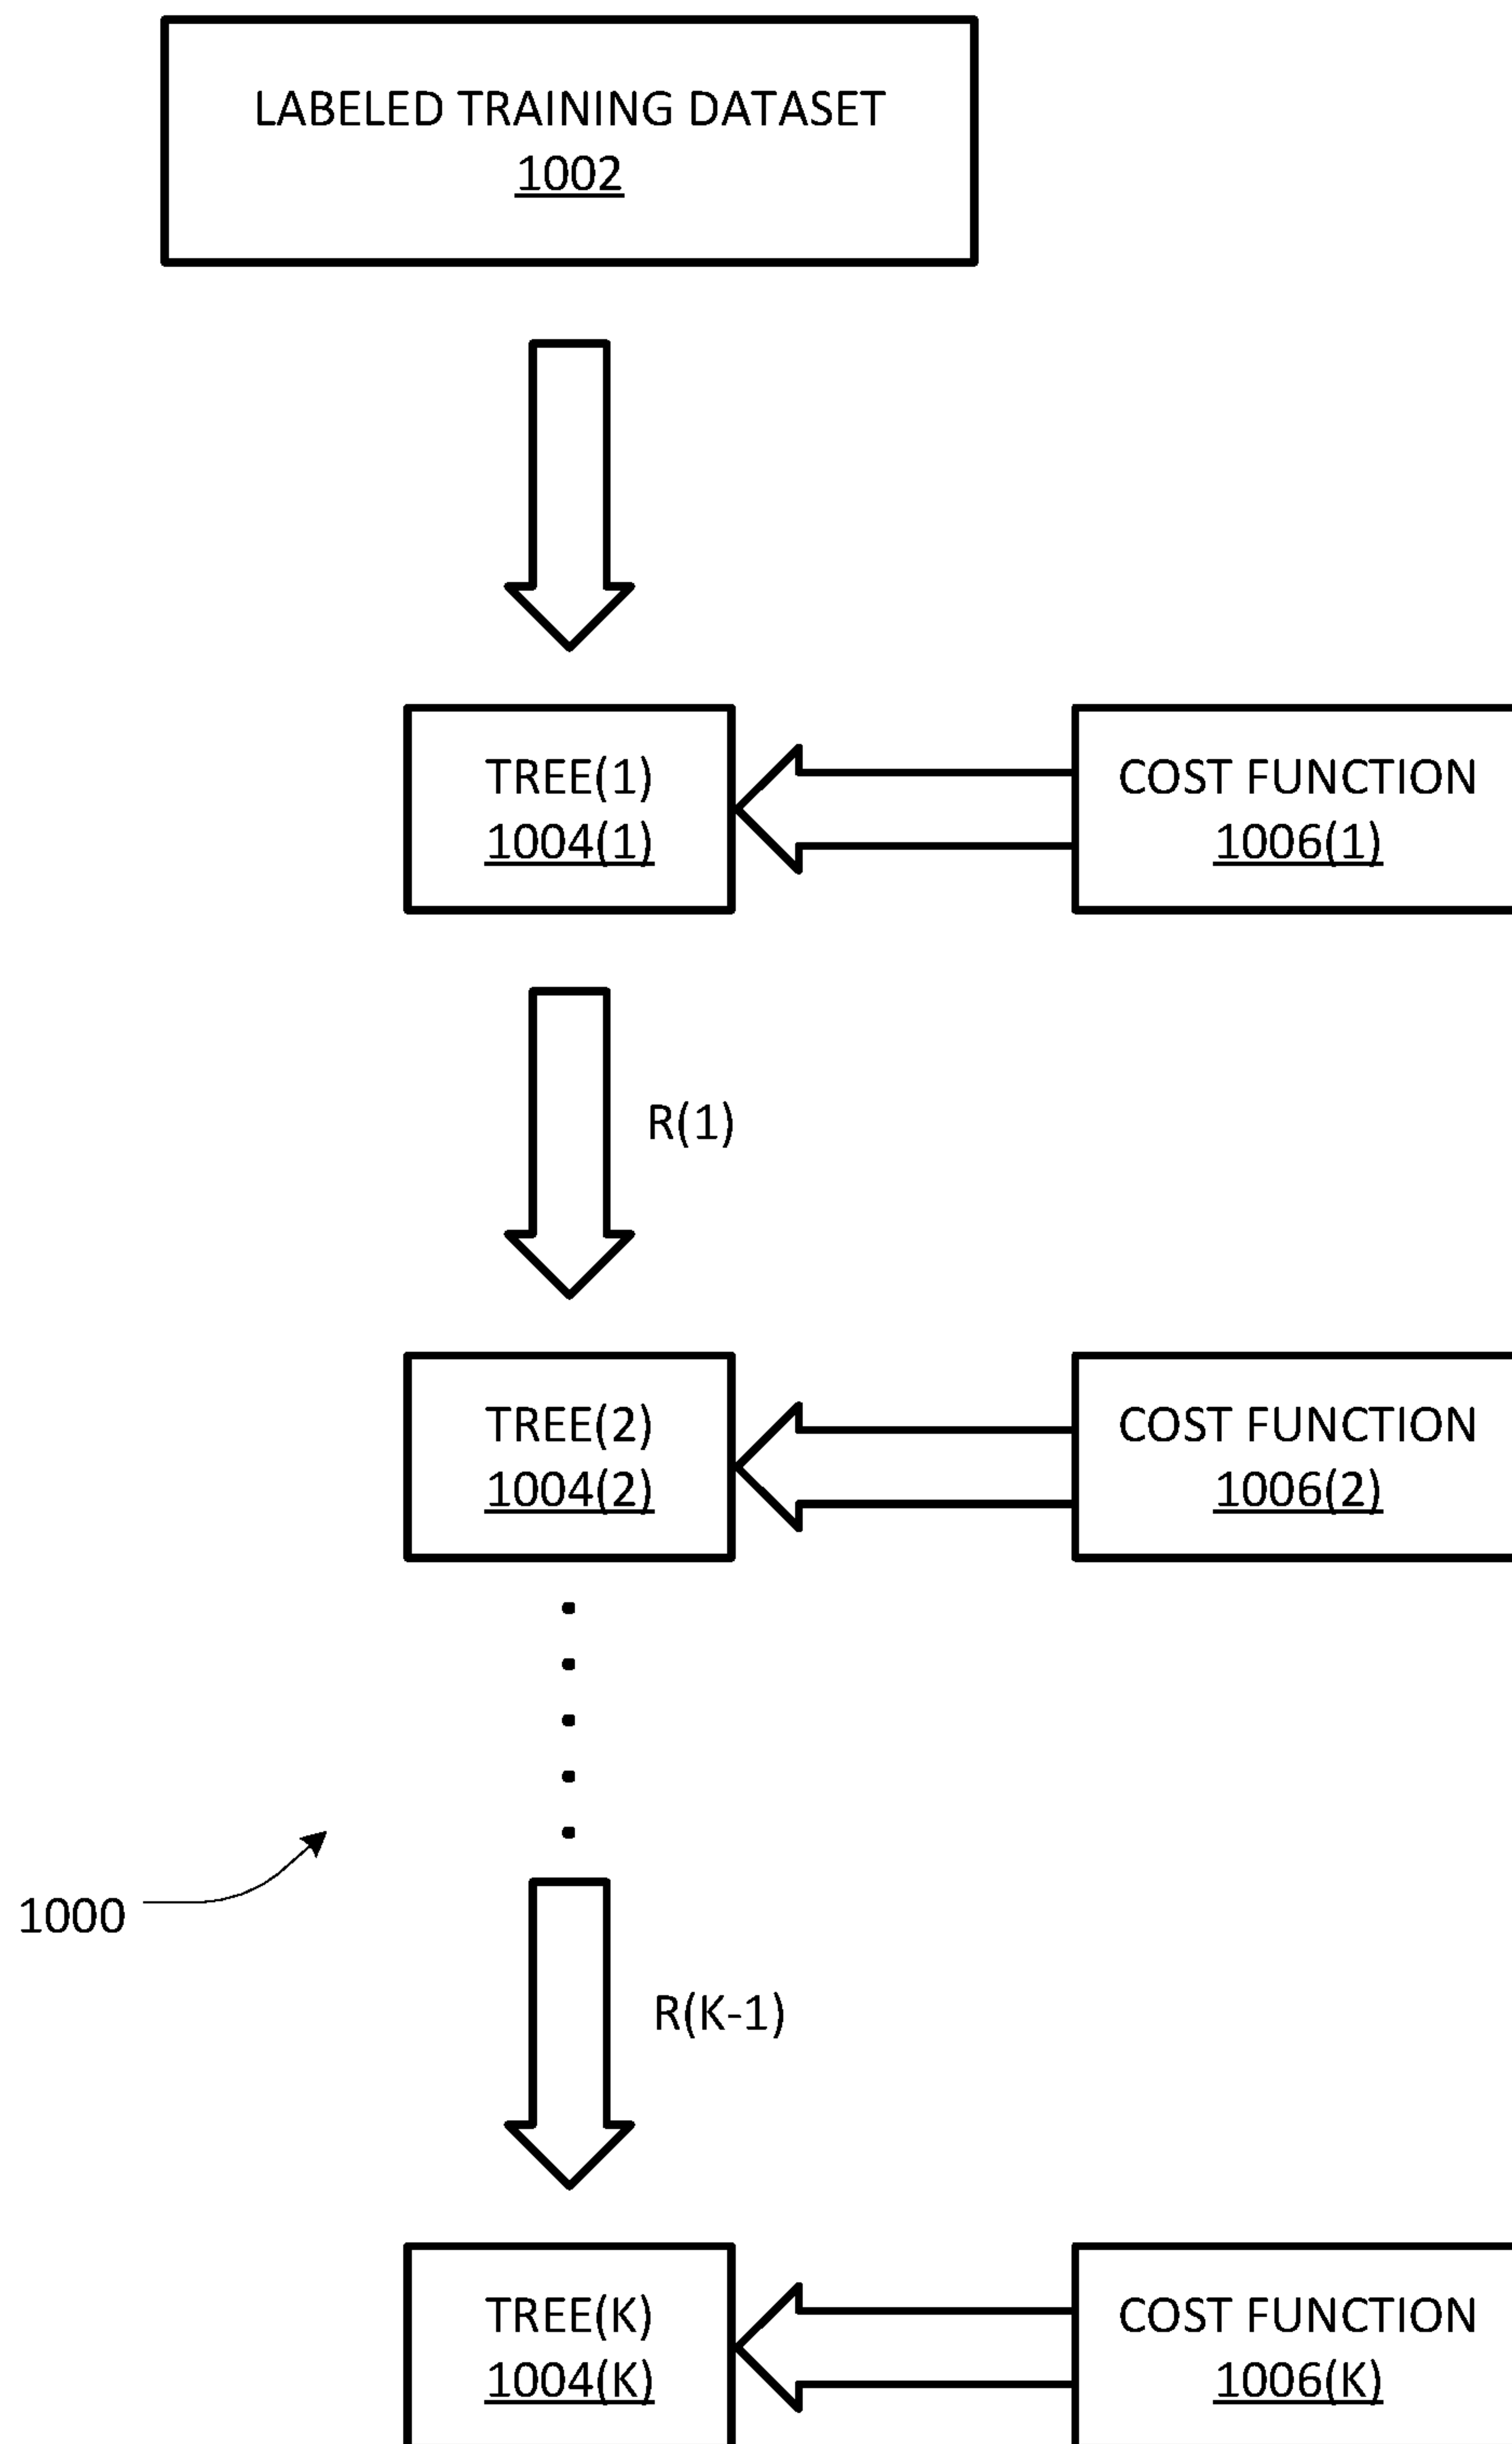 LABELED TRAINING DATASET
1002
TREE(1)
1004(1)
COST FUNCTION
1006(1)
R(1)
TREE(2)
1004(2)
COST FUNCTION
1006(2)
1000
R(K-1)
TREE(K)
1004(K)
COST FUNCTION
1006(K)